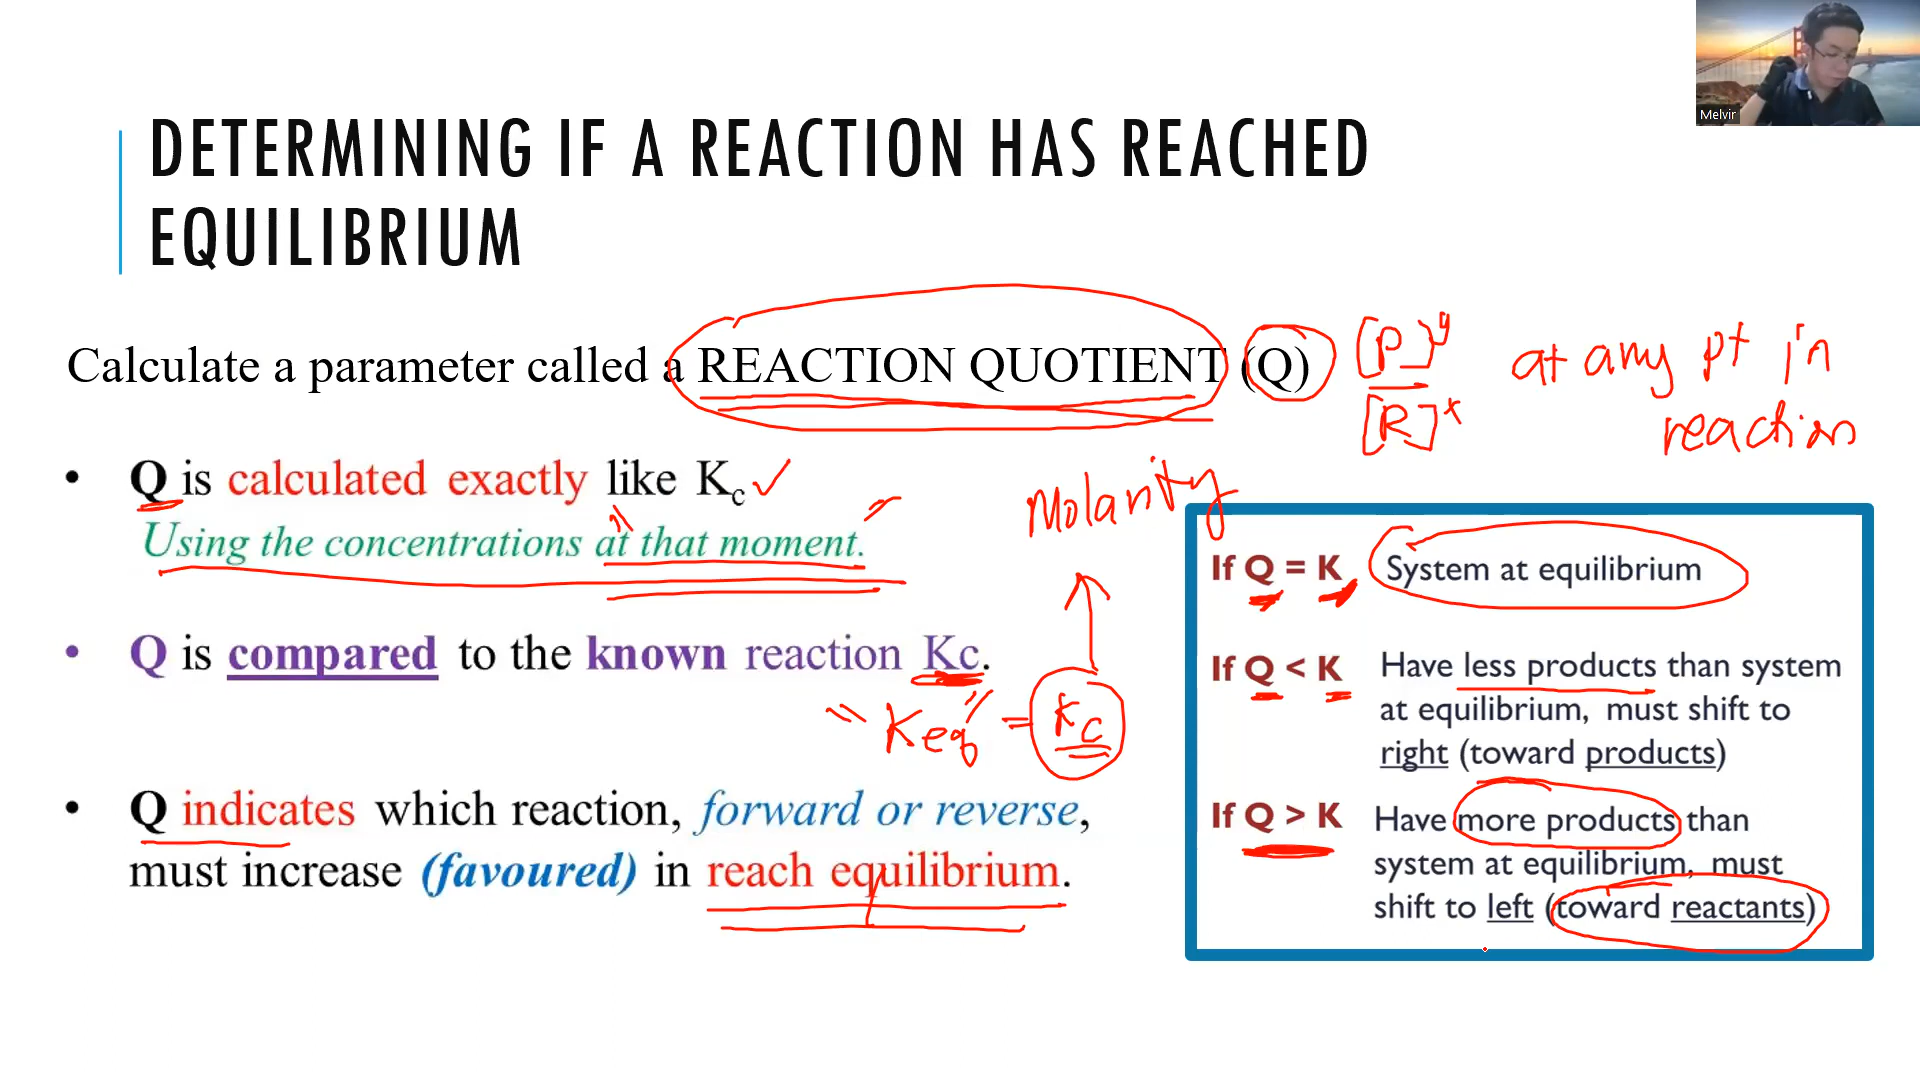 Melvir
DETERMINING IF A REACTION HAS REACHED
EQUILIBRIUM
Calculate a parameter called a REACTION QUOTIENT (Q)
[P]^y
[R]^x
at any pt in
reaction
• Q is calculated exactly like Kc ✓
Using the concentrations "at that moment."
Molarity
• Q is compared to the known reaction Kc.
"Keq" = Kc
• Q indicates which reaction, forward or reverse,
must increase (favoured) in reach equilibrium.
If Q = K System at equilibrium
If Q < K Have less products than system
at equilibrium, must shift to
right (toward products)
If Q > K Have more products than
system at equilibrium, must
shift to left (toward reactants)